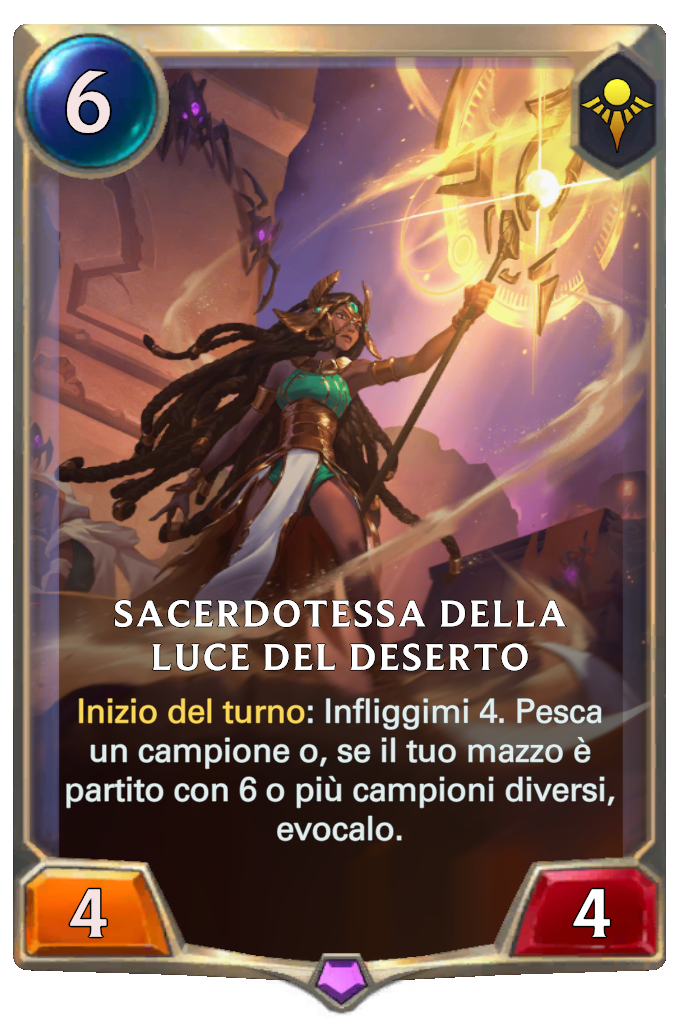 6
SACERDOTESSA DELLA
LUCE DEL DESERTO
Inizio del turno: Infliggimi 4. Pesca
un campione o, se il tuo mazzo è
partito con 6 o più campioni diversi,
evocalo.
4 4